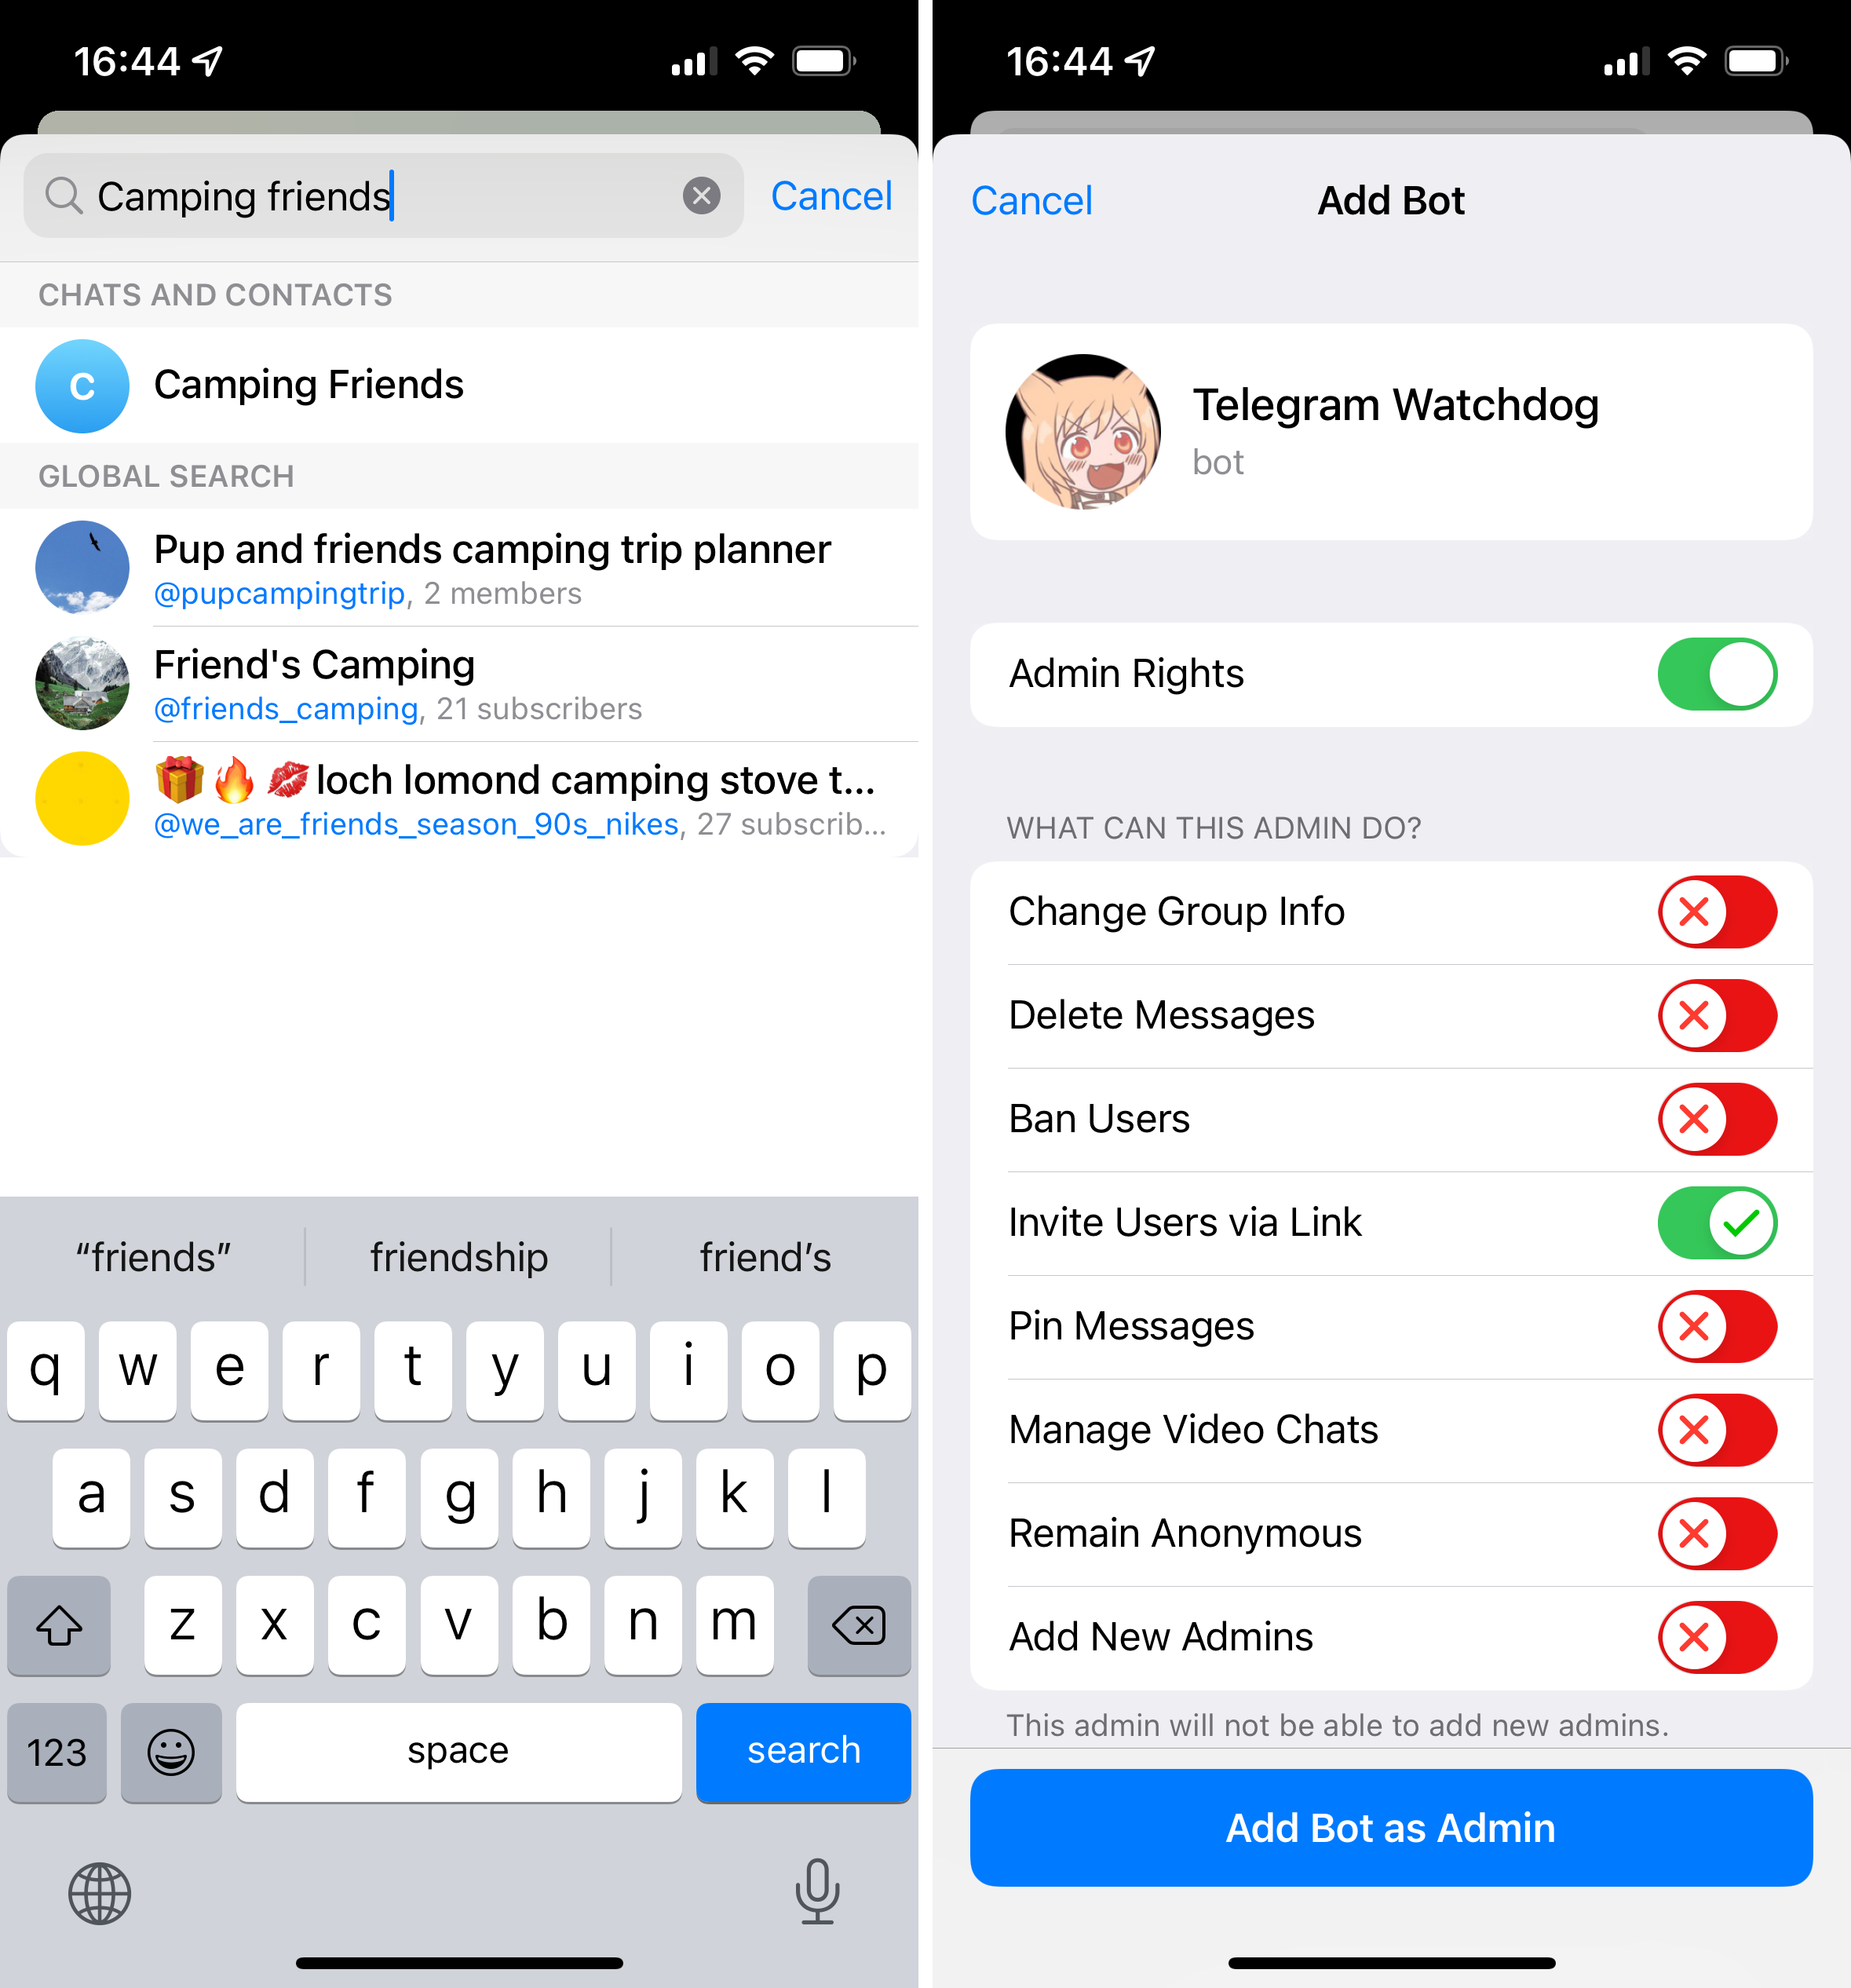 16:44
Camping friends
Cancel
CHATS AND CONTACTS
C
Camping Friends
GLOBAL SEARCH
Pup and friends camping trip planner
@pupcampingtrip, 2 members
Friend's Camping
@friends_camping, 21 subscribers
🎁🔥💋loch lomond camping stove t...
@we_are_friends_season_90s_nikes, 27 subscrib...
“friends” friendship friend’s
q w e r t y u i o p
a s d f g h j k l
z x c v b n m
123 space search
16:44
Cancel Add Bot
Telegram Watchdog
bot
Admin Rights
WHAT CAN THIS ADMIN DO?
Change Group Info
Delete Messages
Ban Users
Invite Users via Link
Pin Messages
Manage Video Chats
Remain Anonymous
Add New Admins
This admin will not be able to add new admins.
Add Bot as Admin